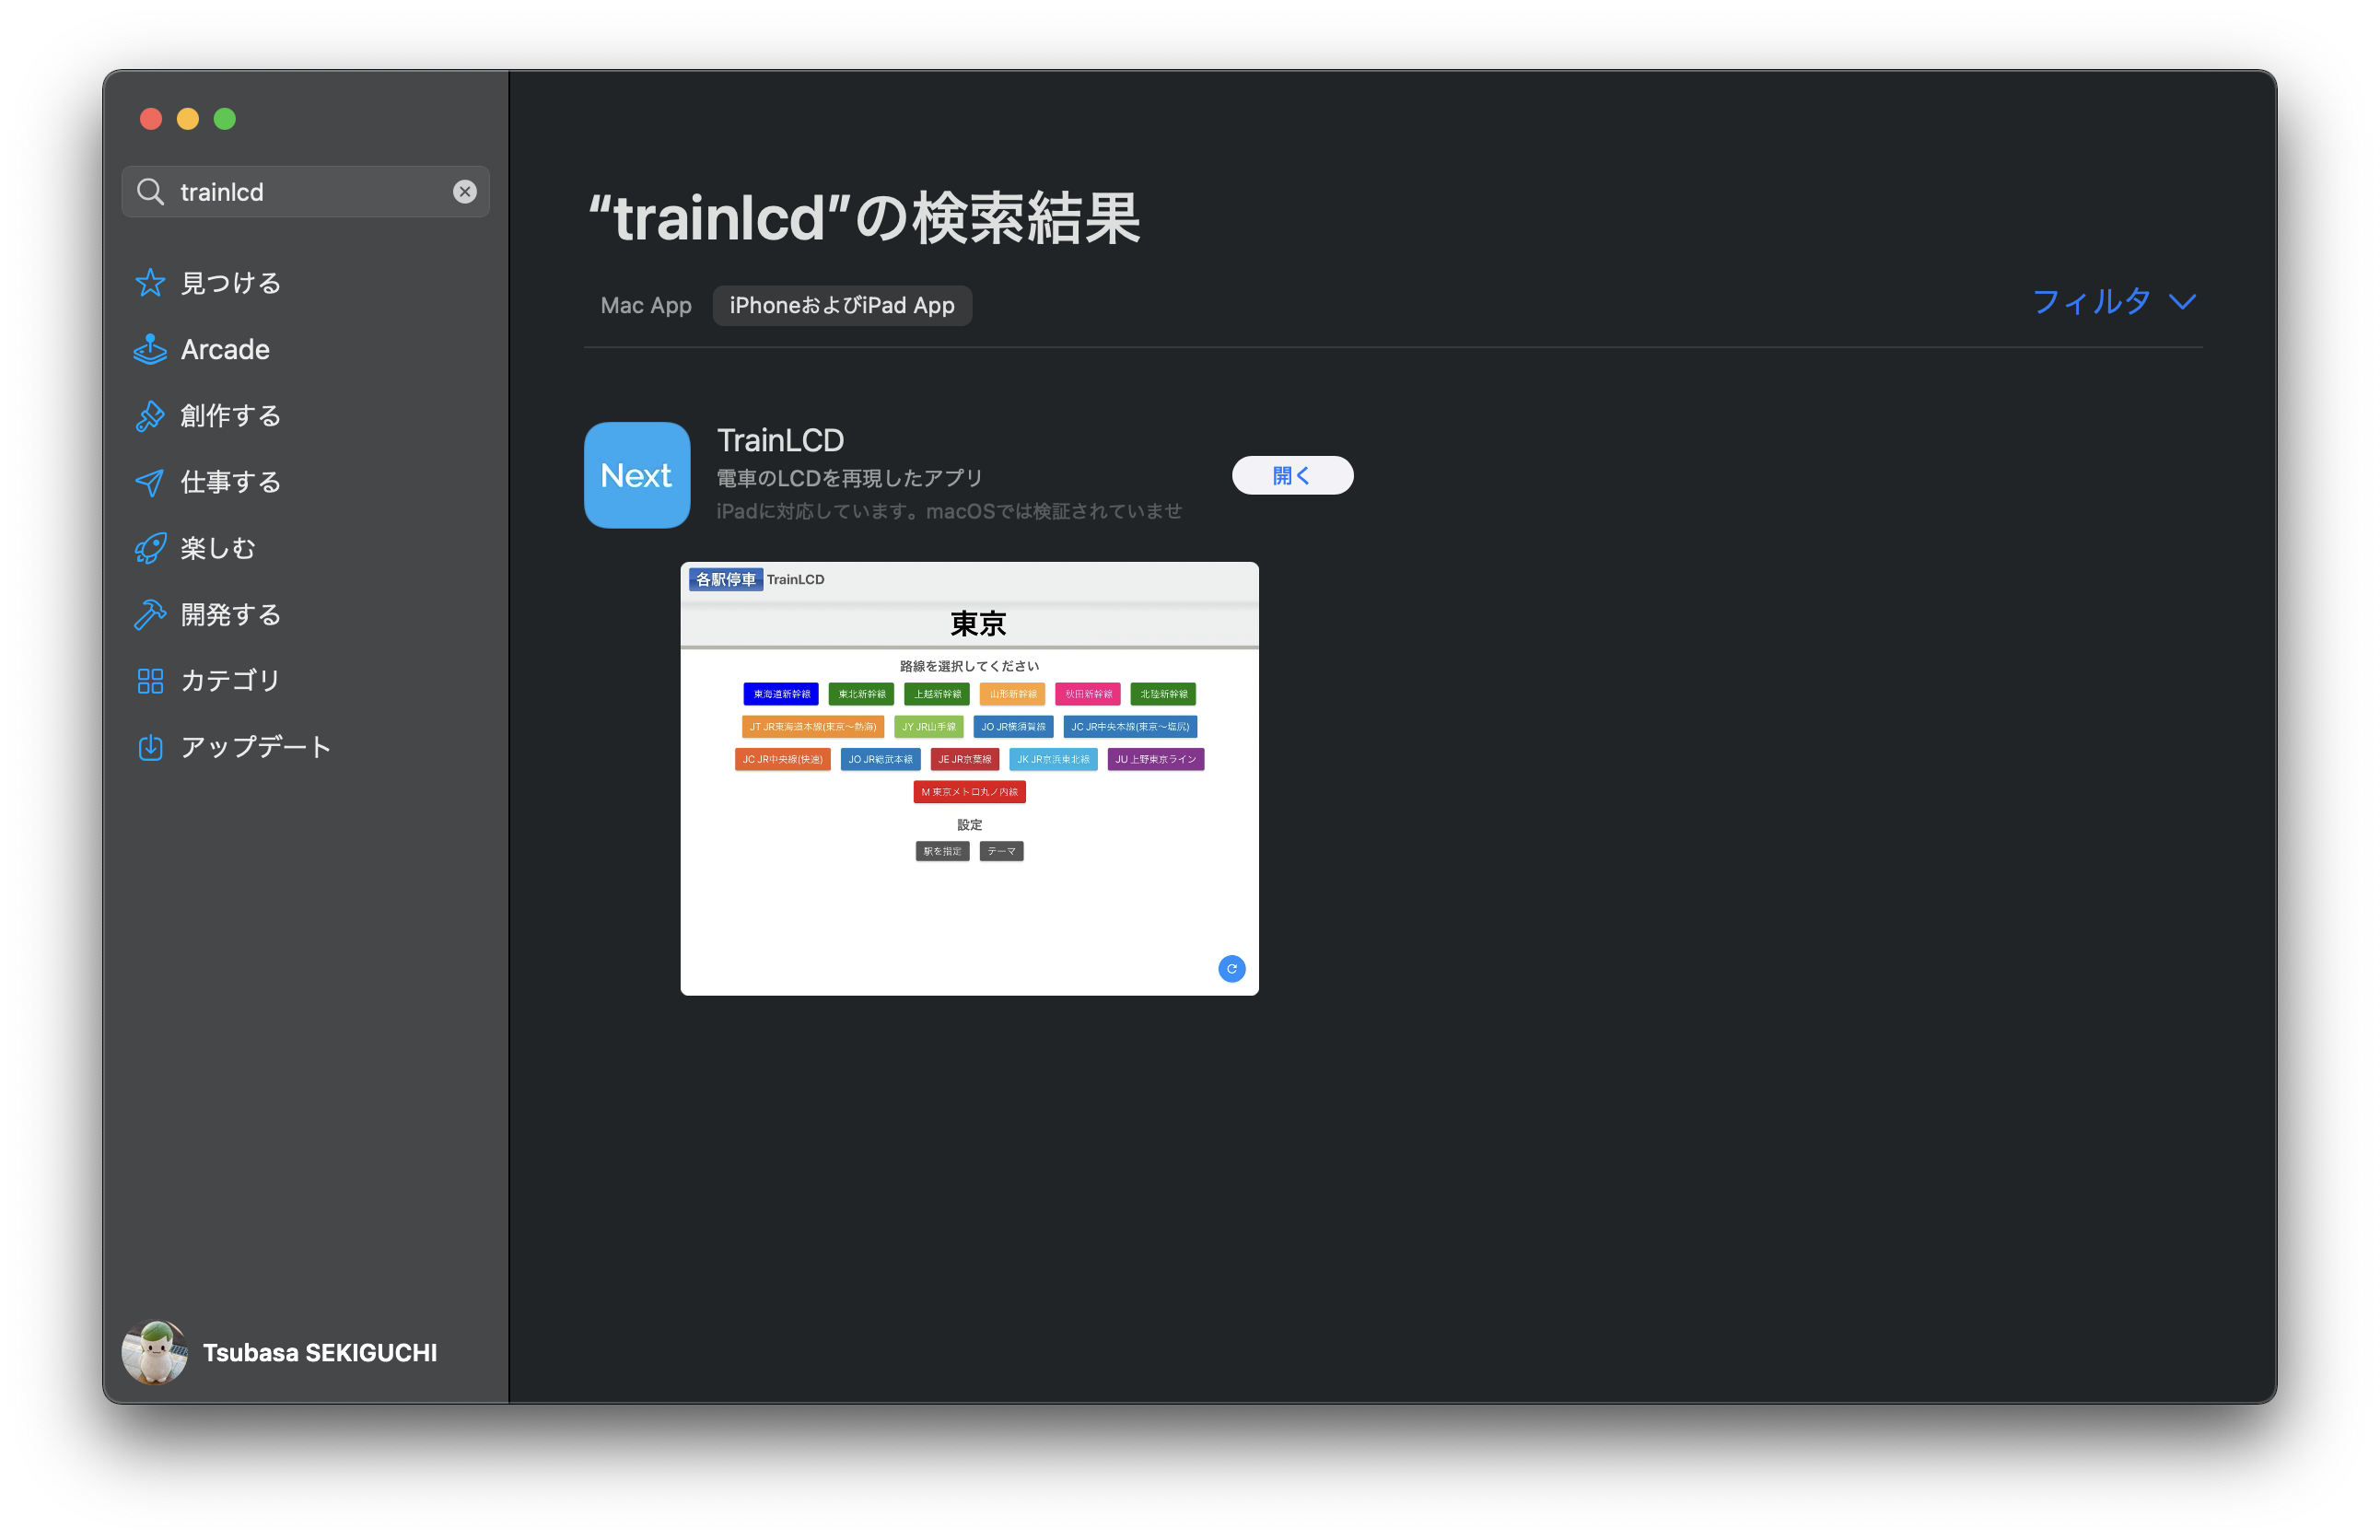 trainlcd
見つける
Arcade
創作する
仕事する
楽しむ
開発する
カテゴリ
アップデート
Tsubasa SEKIGUCHI
“trainlcd”の検索結果
Mac App iPhoneおよびiPad App
フィルタ
Next
TrainLCD
電車のLCDを再現したアプリ
iPadに対応しています。macOSでは検証されていませ
開く
各駅停車 TrainLCD
東京
路線を選択してください
東海道新幹線 東北新幹線 上越新幹線 山形新幹線 秋田新幹線 北陸新幹線
JT JR東海道本線(東京〜熱海) JY JR山手線 JO JR横須賀線 JC JR中央本線(東京〜塩尻)
JC JR中央線(快速) JO JR総武本線 JE JR京葉線 JK JR京浜東北線 JU 上野東京ライン
M 東京メトロ丸ノ内線
設定
駅を指定 テーマ